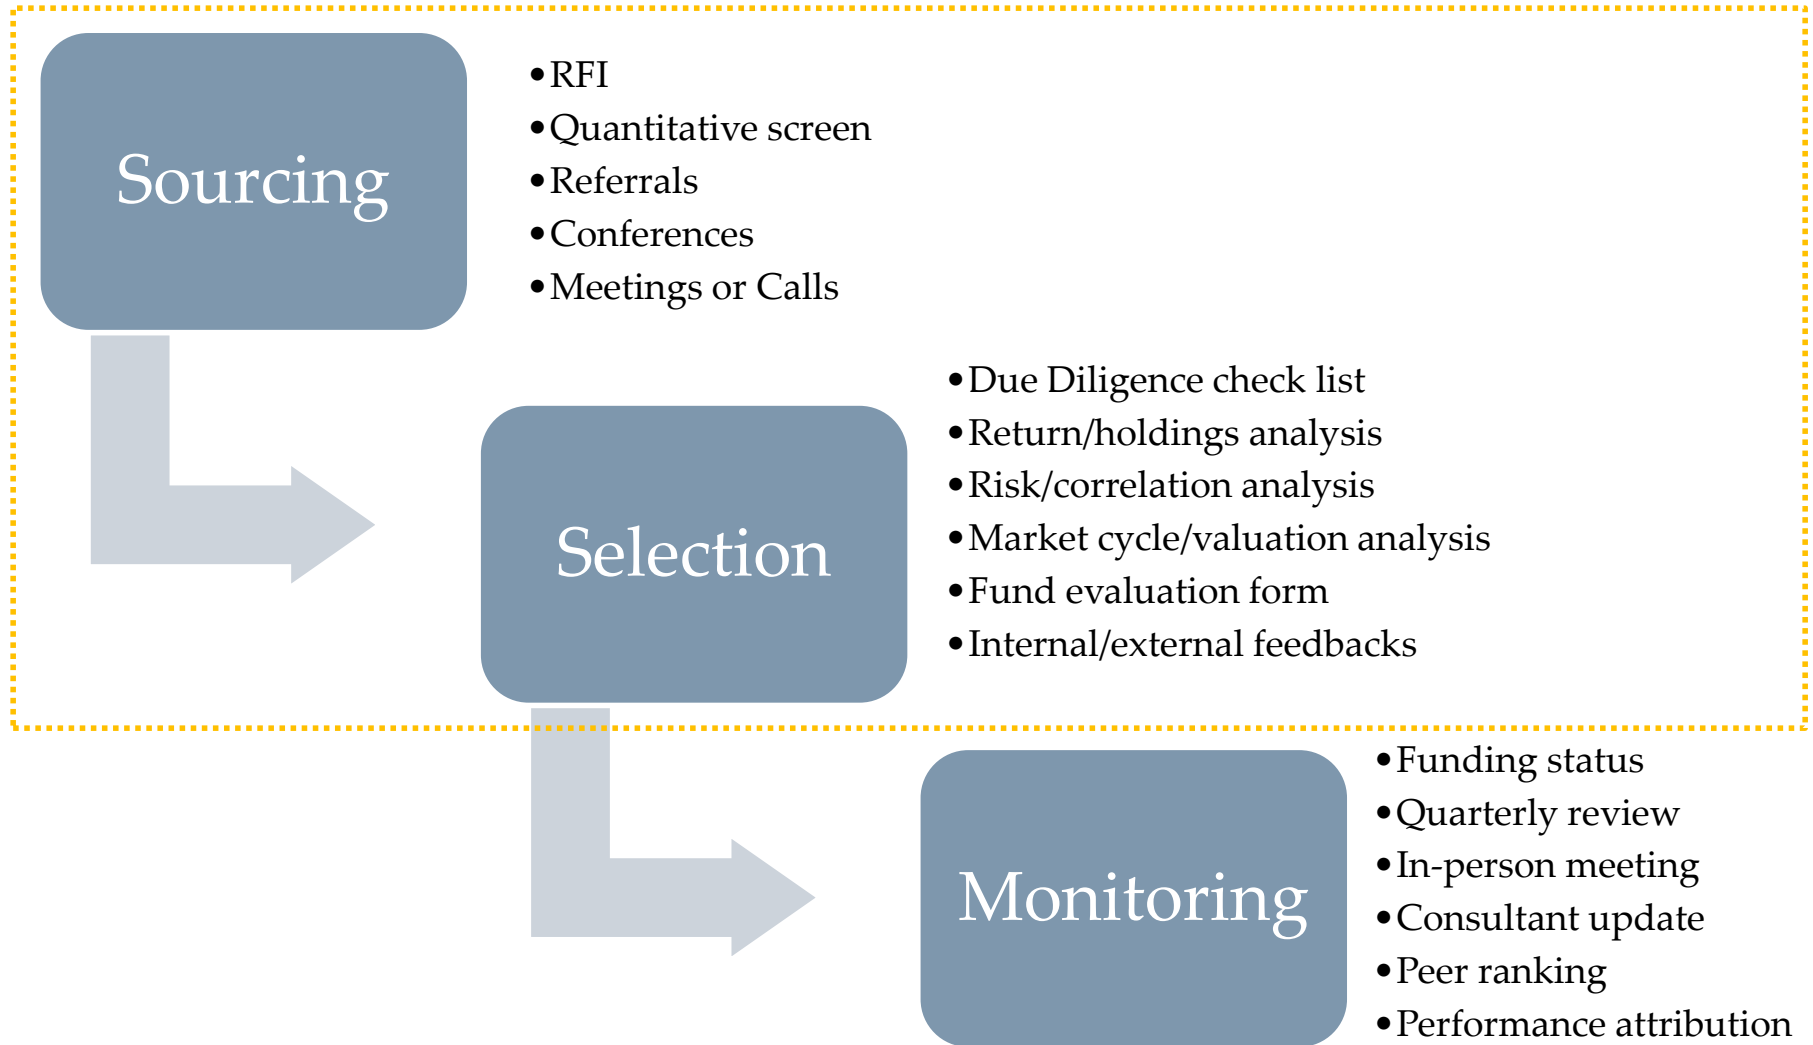 Sourcing
•RFI
•Quantitative screen
•Referrals
•Conferences
•Meetings or Calls
Selection
•Due Diligence check list
•Return/holdings analysis
•Risk/correlation analysis
•Market cycle/valuation analysis
•Fund evaluation form
•Internal/external feedbacks
Monitoring
•Funding status
•Quarterly review
•In-person meeting
•Consultant update
•Peer ranking
•Performance attribution